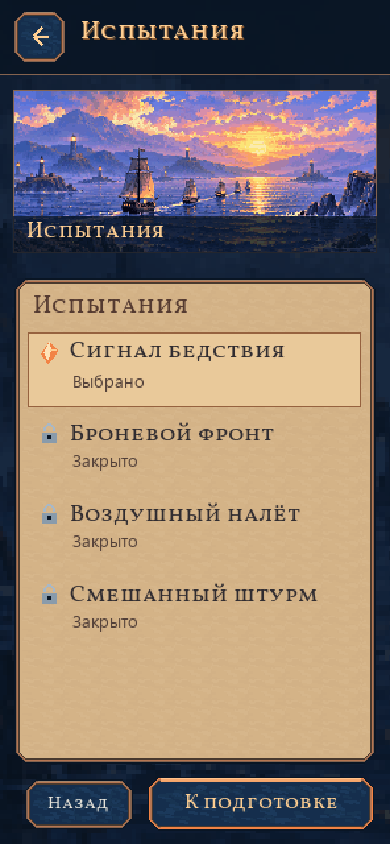 Испытания
Испытания
Испытания
Сигнал бедствия
Выбрано
Броневой фронт
Закрыто
Воздушный налёт
Закрыто
Смешанный штурм
Закрыто
Назад
К подготовке